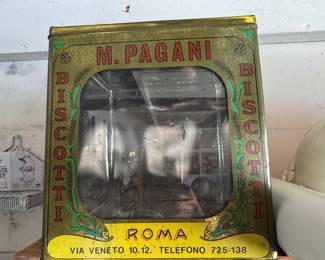 M. PAGANI
BISCOTTI
BISCOTTI
ROMA
VIA VENETO 10.12. TELEFONO 725-138